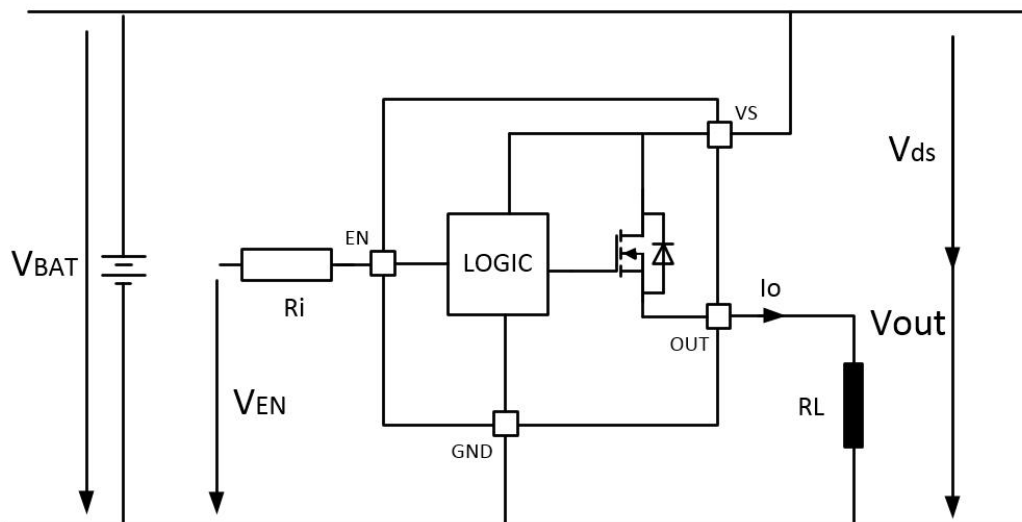 VS
Vds
EN
VBAT
LOGIC
Ri
Io
Vout
OUT
VEN
RL
GND